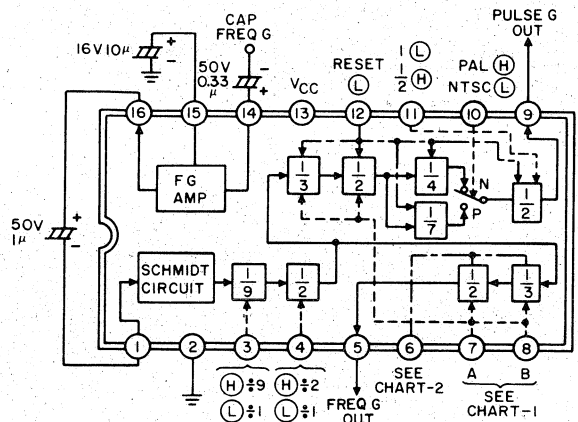 CAP
FREQ G
PULSE G
OUT
16V10μ
+
-
50V
0.33
μ
-
+
VCC
RESET
L
1 L
1/2 H
PAL H
NTSC L
16
15
14
13
12
11
10
9
50V
1μ
+
-
FG
AMP
1/3
1/2
1/4
1/7
N
P
1/2
SCHMIDT
CIRCUIT
1/9
1/2
1/2
1/3
1
2
3
4
5
6
7
8
H ÷9
L ÷1
H ÷2
L ÷1
FREQ G
OUT
SEE
CHART-2
A
B
SEE
CHART-1